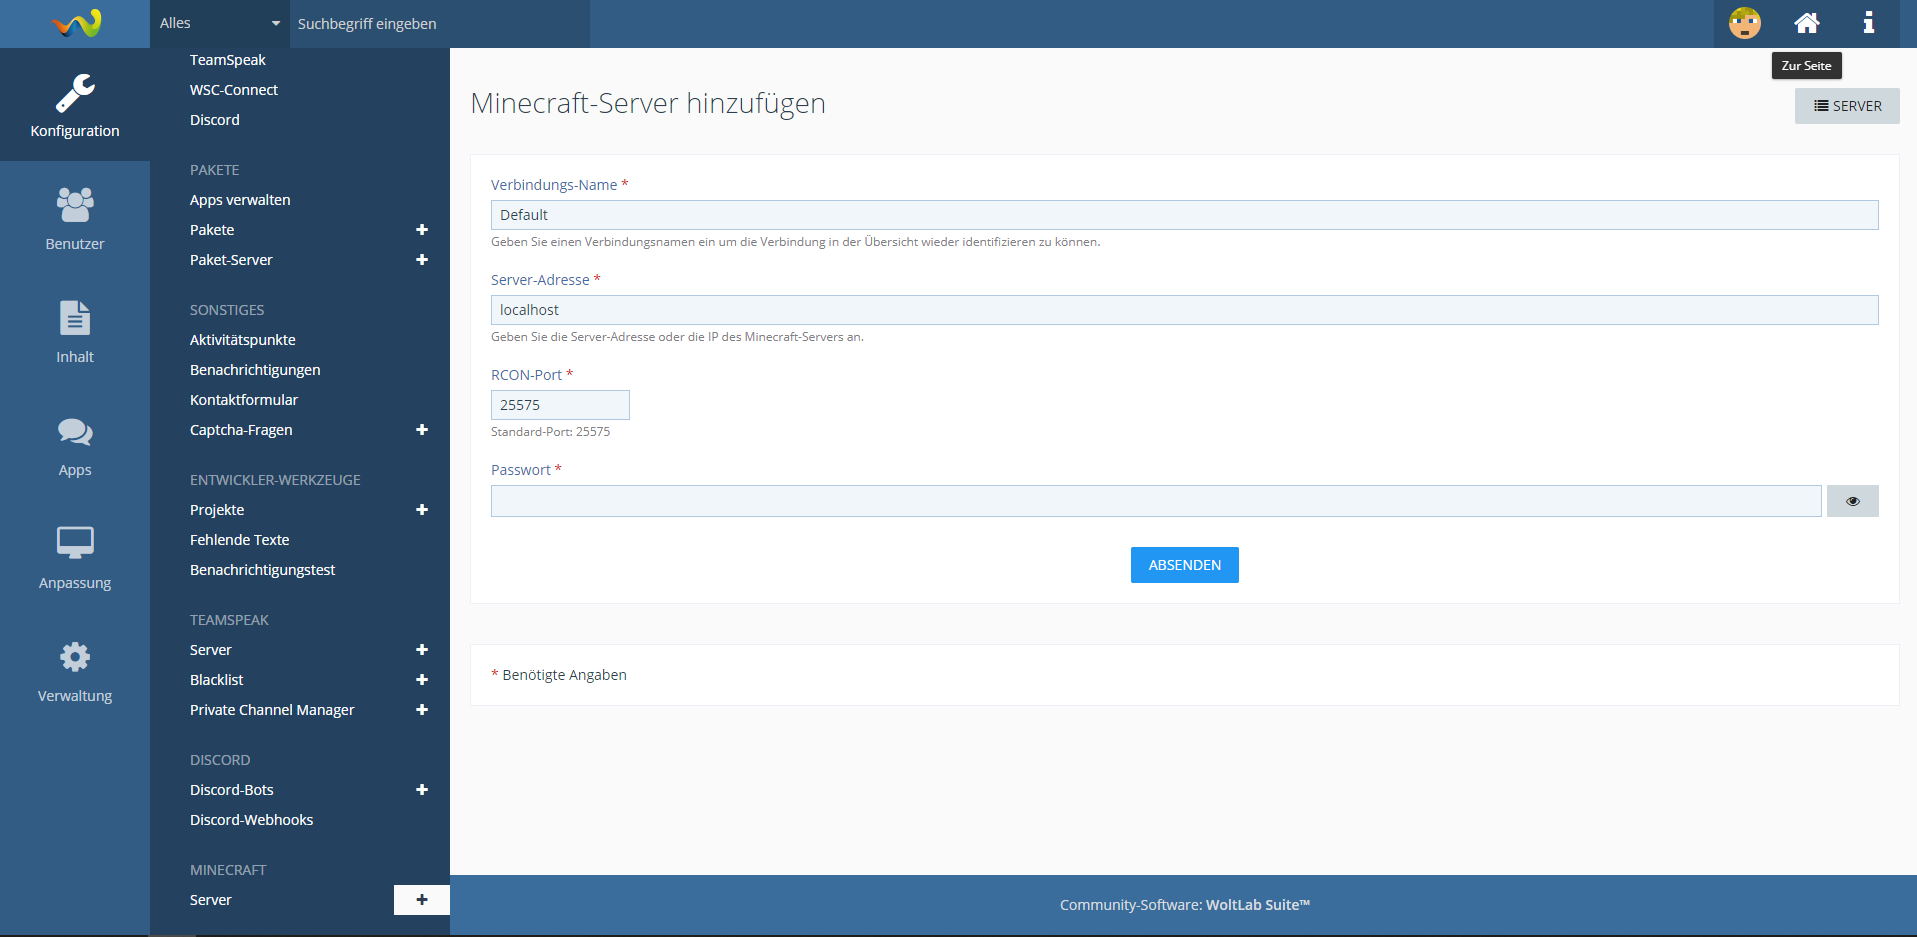 Alles
Suchbegriff eingeben
Zur Seite
Konfiguration
Benutzer
Inhalt
Apps
Anpassung
Verwaltung
TeamSpeak
WSC-Connect
Discord
PAKETE
Apps verwalten
Pakete
Paket-Server
SONSTIGES
Aktivitätspunkte
Benachrichtigungen
Kontaktformular
Captcha-Fragen
ENTWICKLER-WERKZEUGE
Projekte
Fehlende Texte
Benachrichtigungstest
TEAMSPEAK
Server
Blacklist
Private Channel Manager
DISCORD
Discord-Bots
Discord-Webhooks
MINECRAFT
Server
Minecraft-Server hinzufügen
SERVER
Verbindungs-Name *
Default
Geben Sie einen Verbindungsnamen ein um die Verbindung in der Übersicht wieder identifizieren zu können.
Server-Adresse *
localhost
Geben Sie die Server-Adresse oder die IP des Minecraft-Servers an.
RCON-Port *
25575
Standard-Port: 25575
Passwort *
ABSENDEN
* Benötigte Angaben
Community-Software: WoltLab Suite™